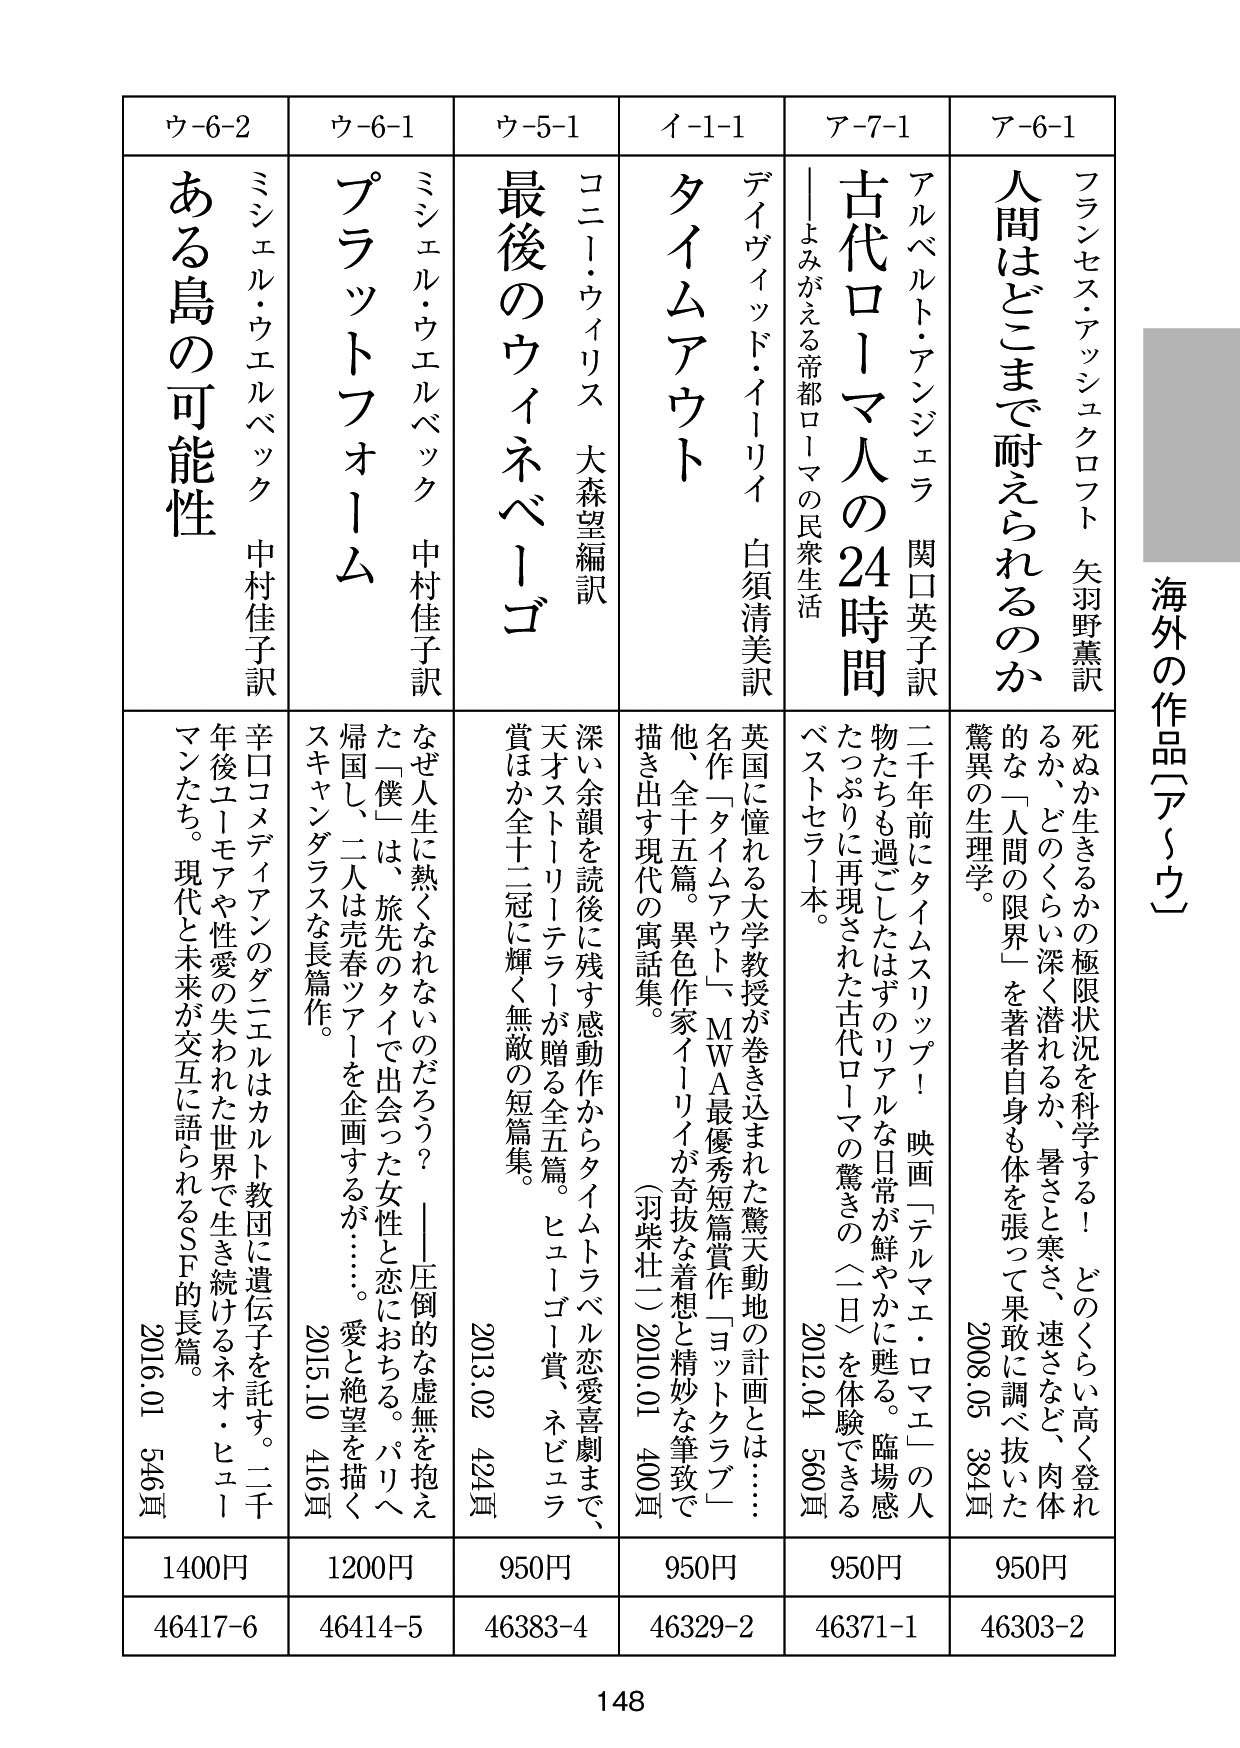 海外の作品〔ア〜ウ〕
ア-6-1
フランセス・アッシュクロフト　矢羽野薫訳
人間はどこまで耐えられるのか
死ぬか生きるかの極限状況を科学する！　どのくらい高く登れ
るか、どのくらい深く潜れるか、暑さと寒さ、速さなど、肉体
的な「人間の限界」を著者自身も体を張って果敢に調べ抜いた
驚異の生理学。
2008.05　384頁
950円
46303-2
ア-7-1
アルベルト・アンジェラ　関口英子訳
古代ローマ人の24時間
――よみがえる帝都ローマの民衆生活
二千年前にタイムスリップ！　映画「テルマエ・ロマエ」の人
物たちも過ごしたはずのリアルな日常が鮮やかに甦る。臨場感
たっぷりに再現された古代ローマの驚きの〈一日〉を体験できる
ベストセラー本。
2012.04　560頁
950円
46371-1
イ-1-1
デイヴィッド・イーリイ　白須清美訳
タイムアウト
英国に憧れる大学教授が巻き込まれた驚天動地の計画とは……
名作「タイムアウト」、MWA最優秀短篇賞作「ヨットクラブ」
他、全十五篇。異色作家イーリイが奇抜な着想と精妙な筆致で
描き出す現代の寓話集。
（羽柴壮一）2010.01　400頁
950円
46329-2
ウ-5-1
コニー・ウィリス　大森望編訳
最後のウィネベーゴ
深い余韻を読後に残す感動作からタイムトラベル恋愛喜劇まで、
天才ストーリーテラーが贈る全五篇。ヒューゴー賞、ネビュラ
賞ほか全十二冠に輝く無敵の短篇集。
2013.02　424頁
950円
46383-4
ウ-6-1
ミシェル・ウエルベック　中村佳子訳
プラットフォーム
なぜ人生に熱くなれないのだろう？　――圧倒的な虚無を抱え
た「僕」は、旅先のタイで出会った女性と恋におちる。パリへ
帰国し、二人は売春ツアーを企画するが……。愛と絶望を描く
スキャンダラスな長篇作。
2015.10　416頁
1200円
46414-5
ウ-6-2
ミシェル・ウエルベック　中村佳子訳
ある島の可能性
辛口コメディアンのダニエルはカルト教団に遺伝子を託す。二千
年後ユーモアや性愛の失われた世界で生き続けるネオ・ヒュー
マンたち。現代と未来が交互に語られるSF的長篇。
2016.01　546頁
1400円
46417-6
148